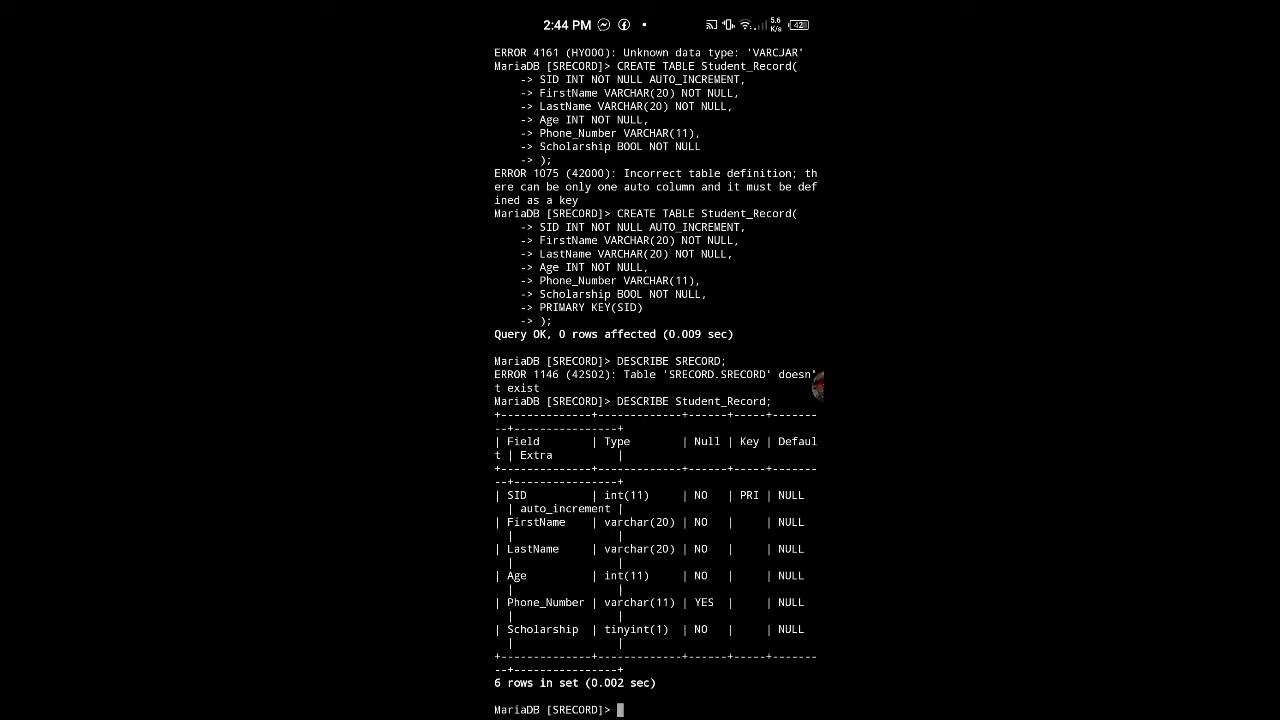 2:44 PM
5.6 K/s 42
ERROR 4161 (HY000): Unknown data type: 'VARCJAR'
MariaDB [SRECORD]> CREATE TABLE Student_Record(
    -> SID INT NOT NULL AUTO_INCREMENT,
    -> FirstName VARCHAR(20) NOT NULL,
    -> LastName VARCHAR(20) NOT NULL,
    -> Age INT NOT NULL,
    -> Phone_Number VARCHAR(11),
    -> Scholarship BOOL NOT NULL
    -> );
ERROR 1075 (42000): Incorrect table definition; th
ere can be only one auto column and it must be def
ined as a key
MariaDB [SRECORD]> CREATE TABLE Student_Record(
    -> SID INT NOT NULL AUTO_INCREMENT,
    -> FirstName VARCHAR(20) NOT NULL,
    -> LastName VARCHAR(20) NOT NULL,
    -> Age INT NOT NULL,
    -> Phone_Number VARCHAR(11),
    -> Scholarship BOOL NOT NULL,
    -> PRIMARY KEY(SID)
    -> );
Query OK, 0 rows affected (0.009 sec)
MariaDB [SRECORD]> DESCRIBE SRECORD;
ERROR 1146 (42S02): Table 'SRECORD.SRECORD' doesn'
t exist
MariaDB [SRECORD]> DESCRIBE Student_Record;
+--------------+-------------+------+-----+-------
--+----------------+
| Field        | Type        | Null | Key | Defaul
t | Extra          |
+--------------+-------------+------+-----+-------
--+----------------+
| SID          | int(11)     | NO   | PRI | NULL
  | auto_increment |
| FirstName    | varchar(20) | NO   |     | NULL
  |                |
| LastName     | varchar(20) | NO   |     | NULL
  |                |
| Age          | int(11)     | NO   |     | NULL
  |                |
| Phone_Number | varchar(11) | YES  |     | NULL
  |                |
| Scholarship  | tinyint(1)  | NO   |     | NULL
  |                |
+--------------+-------------+------+-----+-------
--+----------------+
6 rows in set (0.002 sec)
MariaDB [SRECORD]>